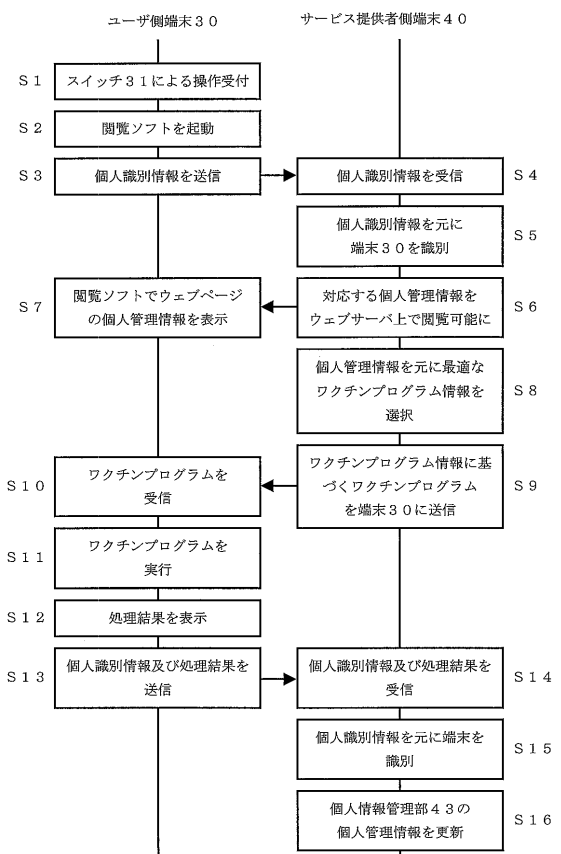 ユーザ側端末３０
サービス提供者側端末４０
Ｓ１
スイッチ３１による操作受付
Ｓ２
閲覧ソフトを起動
Ｓ３
個人識別情報を送信
個人識別情報を受信
Ｓ４
個人識別情報を元に
端末３０を識別
Ｓ５
対応する個人管理情報を
ウェブサーバ上で閲覧可能に
Ｓ６
Ｓ７
閲覧ソフトでウェブページ
の個人管理情報を表示
個人管理情報を元に最適な
ワクチンプログラム情報を
選択
Ｓ８
ワクチンプログラム情報に基
づくワクチンプログラム
を端末３０に送信
Ｓ９
Ｓ１０
ワクチンプログラムを
受信
Ｓ１１
ワクチンプログラムを
実行
Ｓ１２
処理結果を表示
Ｓ１３
個人識別情報及び処理結果を
送信
個人識別情報及び処理結果を
受信
Ｓ１４
個人識別情報を元に端末を
識別
Ｓ１５
個人情報管理部４３の
個人管理情報を更新
Ｓ１６